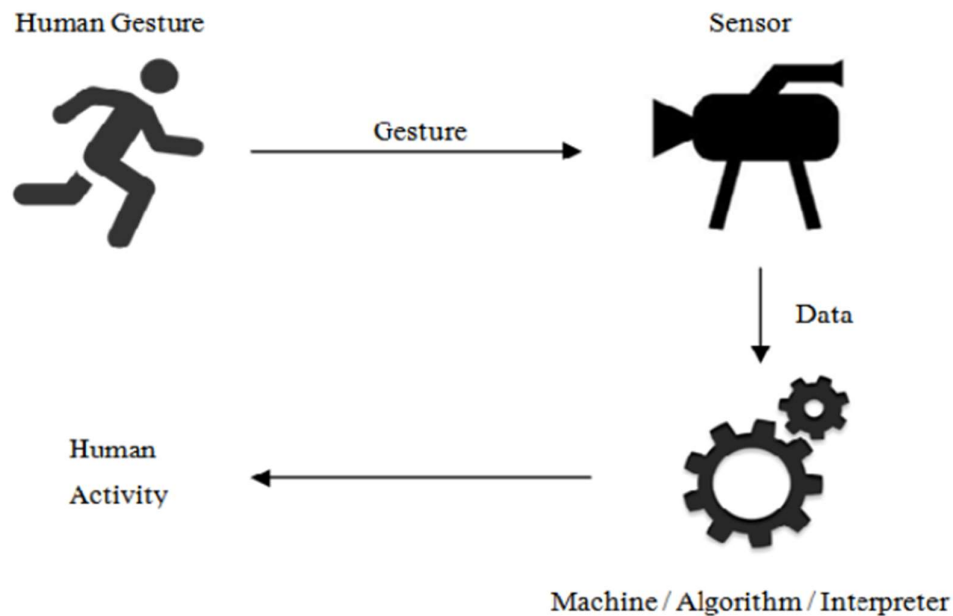 Human Gesture
Sensor
Gesture
Data
Human
Activity
Machine / Algorithm / Interpreter